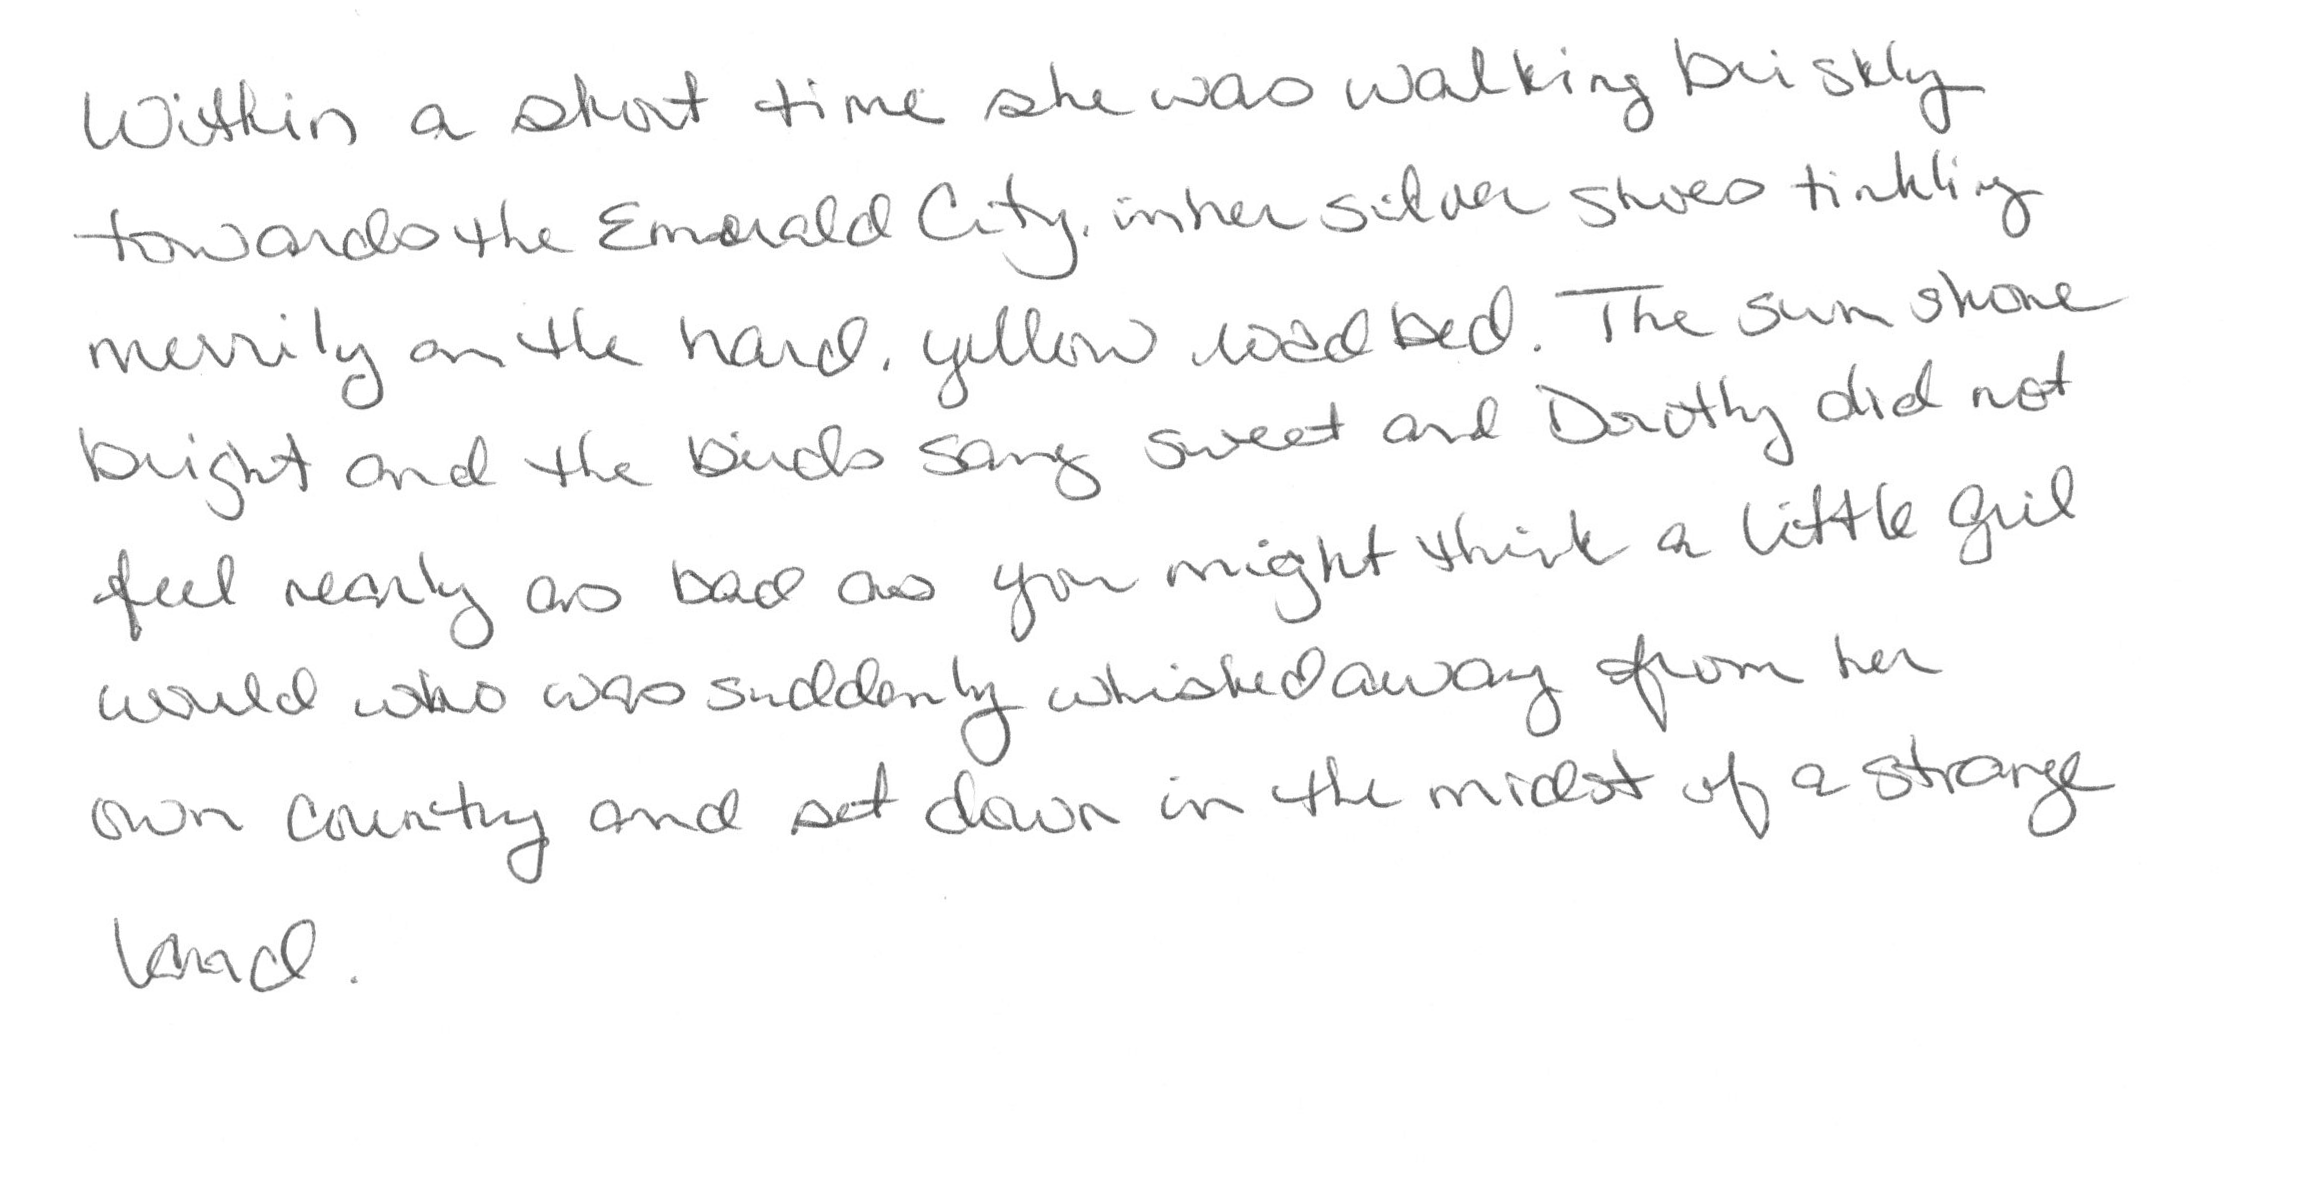 Within a short time she was walking briskly
towards the Emerald City, in her silver shoes tinkling
merrily on the hard, yellow road bed. The sun shone
bright and the birds sang sweet and Dorothy did not
feel nearly as bad as you might think a little girl
would who was suddenly whisked away from her
own country and set down in the midst of a strange
land.